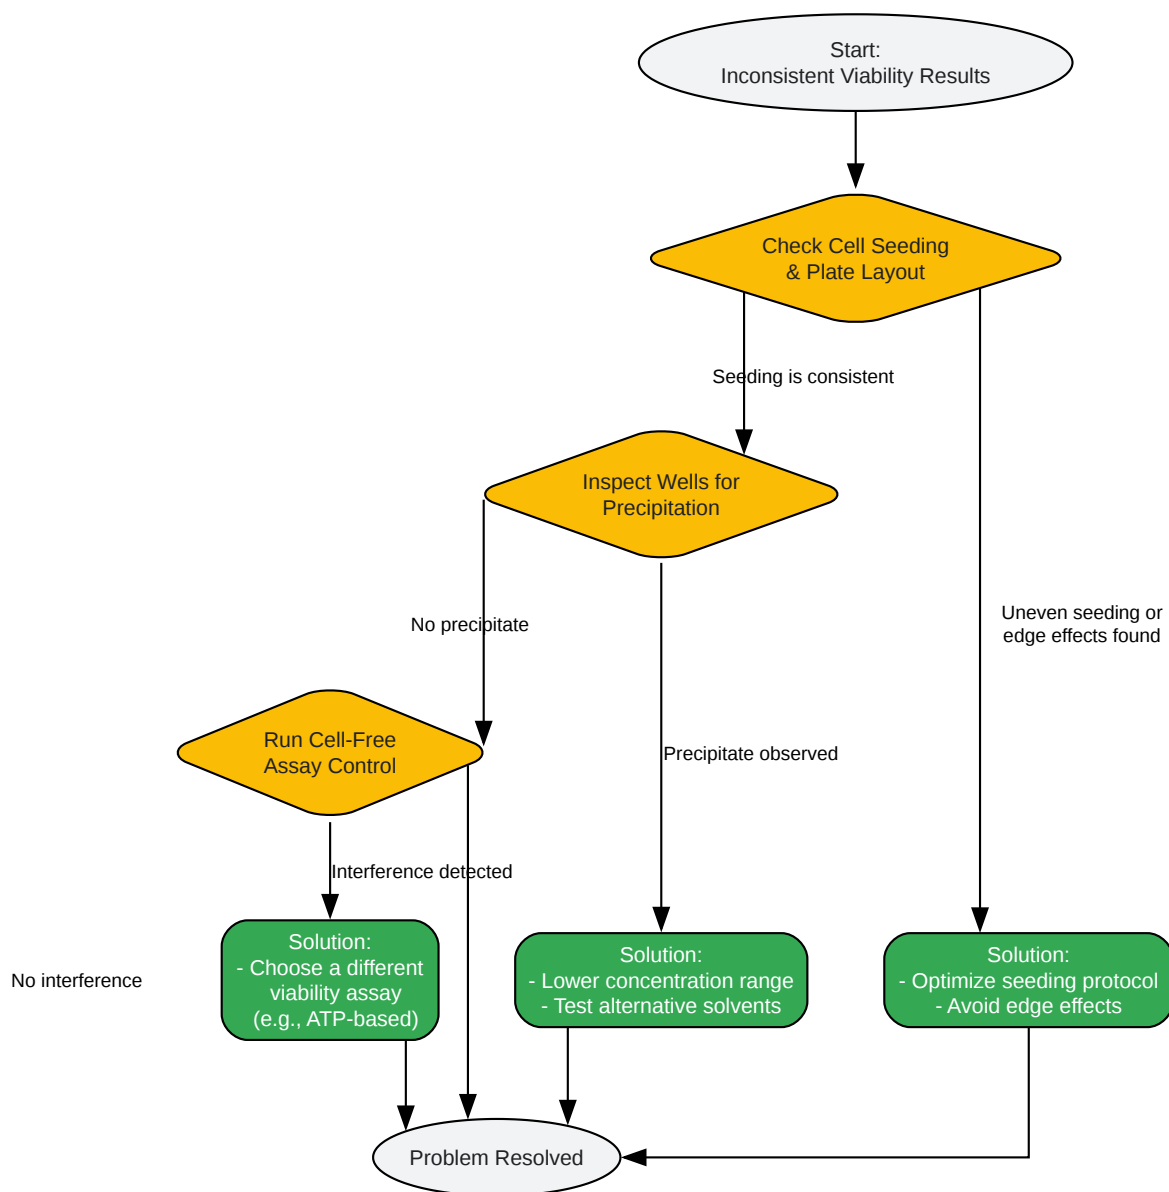 Start:
Inconsistent Viability Results
Check Cell Seeding
& Plate Layout
Seeding is consistent
Inspect Wells for
Precipitation
No precipitate
Uneven seeding or
edge effects found
Run Cell-Free
Assay Control
Precipitate observed
Interference detected
Solution:
- Choose a different
viability assay
(e.g., ATP-based)
Solution:
- Lower concentration range
- Test alternative solvents
Solution:
- Optimize seeding protocol
- Avoid edge effects
No interference
Problem Resolved